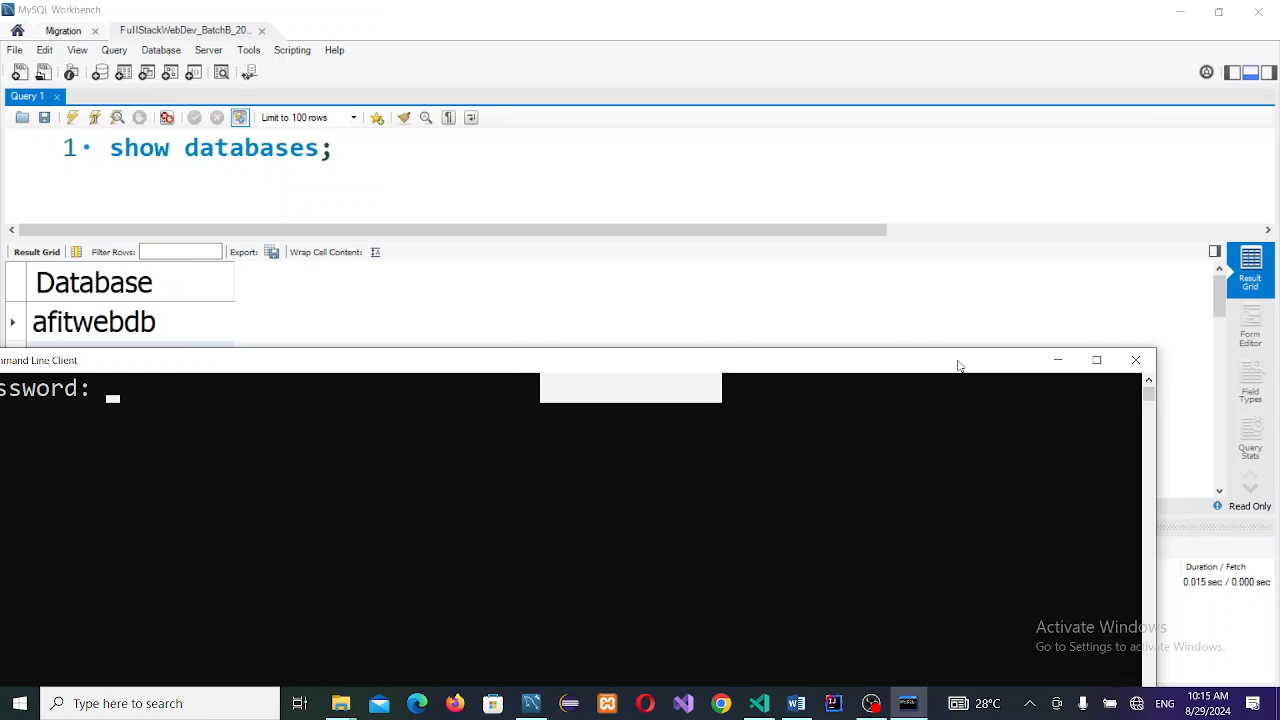 MySQL Workbench
Migration
FullStackWebDev_BatchB_20...
File Edit View Query Database Server Tools Scripting Help
Query 1
Limit to 100 rows
1 show databases;
Result Grid Filter Rows: Export: Wrap Cell Content:
Database
afitwebdb
Result Grid
Form Editor
Field Types
Query Stats
Read Only
mmand Line Client
ssword:
Duration / Fetch
0.015 sec / 0.000 sec
Activate Windows
Go to Settings to activate Windows.
Type here to search
28°C
ENG
10:15 AM
8/29/2024